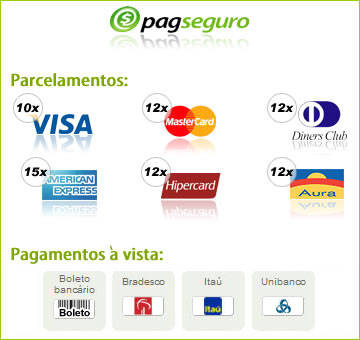 pagseguro
Parcelamentos:
10x VISA
12x MasterCard
12x Diners Club
15x AMERICAN EXPRESS
12x Hipercard
12x Aura
Pagamentos à vista:
Boleto bancário Boleto
Bradesco
Itaú Itaú
Unibanco